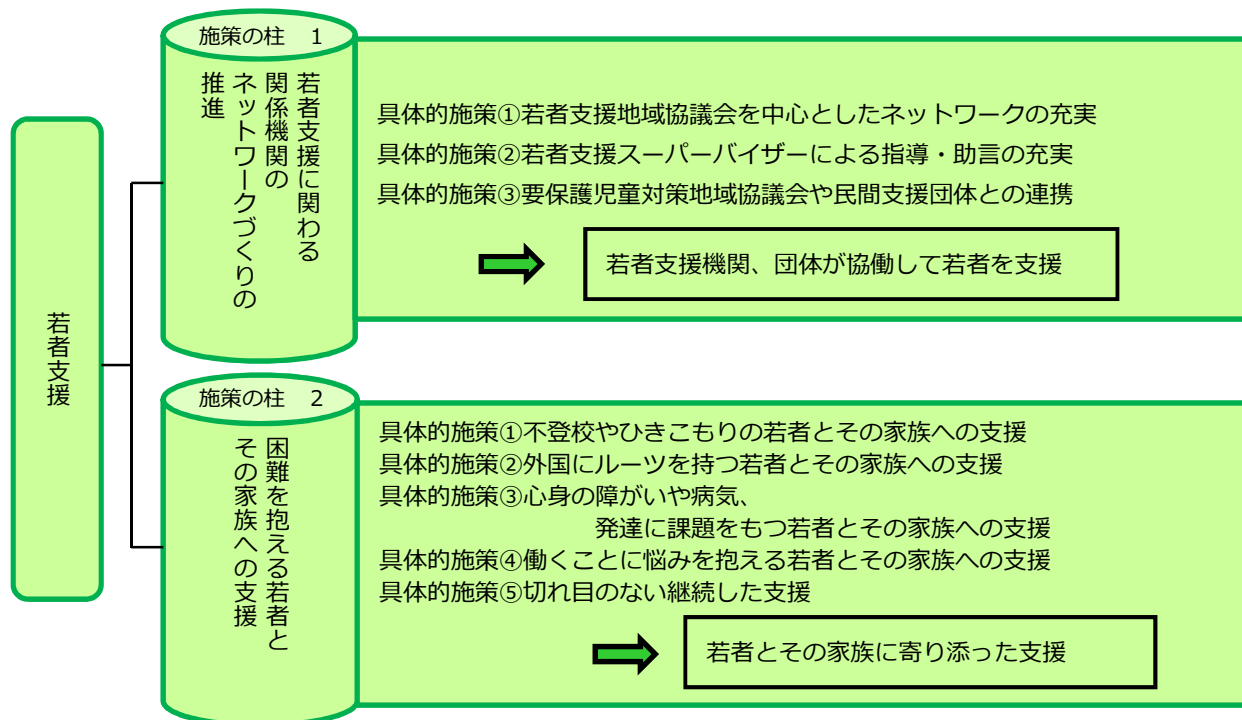 若者支援
施策の柱　1
若者支援に関わる
関係機関の
ネットワークづくりの
推進
具体的施策①若者支援地域協議会を中心としたネットワークの充実
具体的施策②若者支援スーパーバイザーによる指導・助言の充実
具体的施策③要保護児童対策地域協議会や民間支援団体との連携
若者支援機関、団体が協働して若者を支援
施策の柱　2
困難を抱える若者と
その家族への支援
具体的施策①不登校やひきこもりの若者とその家族への支援
具体的施策②外国にルーツを持つ若者とその家族への支援
具体的施策③心身の障がいや病気、
発達に課題をもつ若者とその家族への支援
具体的施策④働くことに悩みを抱える若者とその家族への支援
具体的施策⑤切れ目のない継続した支援
若者とその家族に寄り添った支援